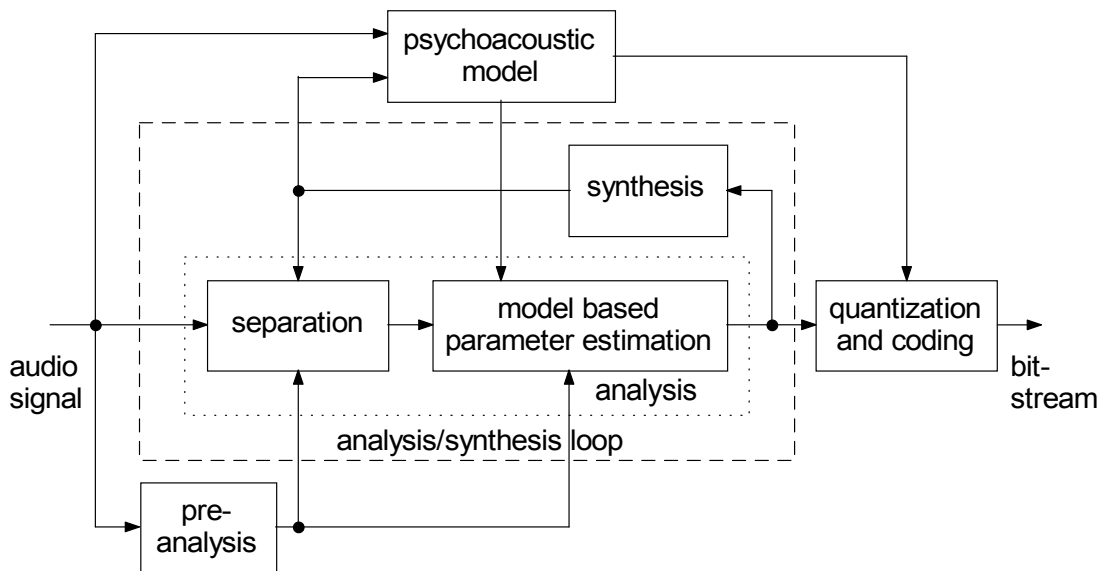 psychoacoustic
model
synthesis
separation
model based
parameter estimation
quantization
and coding
audio
signal
analysis
bit-
stream
analysis/synthesis loop
pre-
analysis